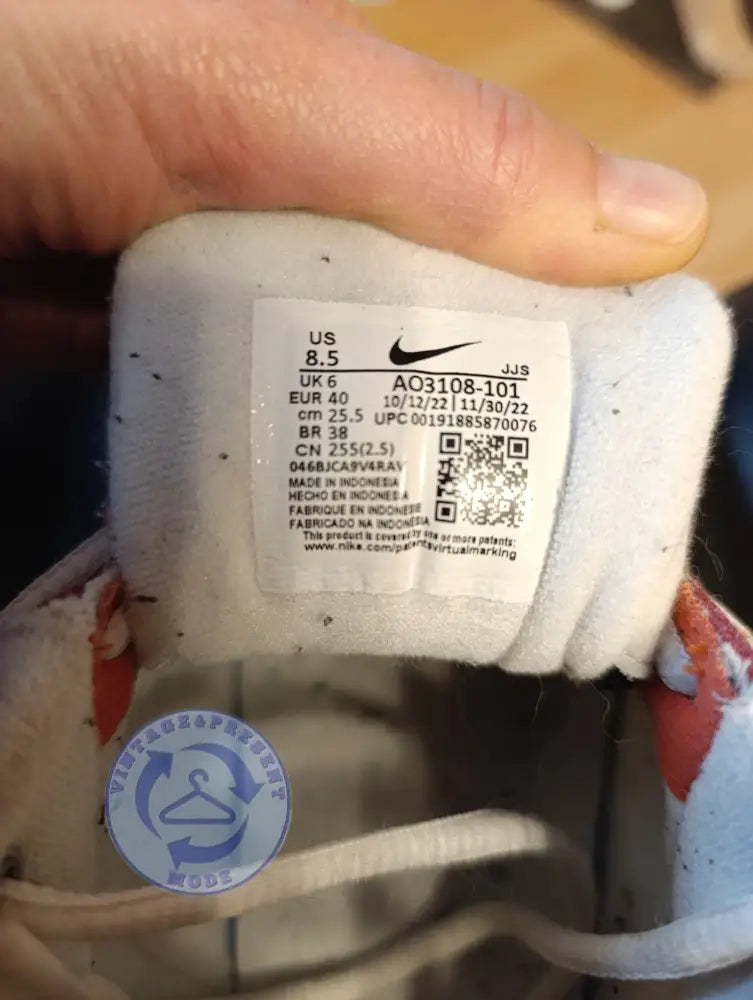 US
8.5
JJS
UK 6
AO3108-101
EUR 40
10/12/22 | 11/30/22
cm 25.5
UPC 00191885870076
BR 38
CN 255(2.5)
046BJCA9V4RAV
MADE IN INDONESIA
HECHO EN INDONESIA
FABRIQUE EN INDONESIE
FABRICADO NA INDONESIA
This product is covered by one or more patents:
www.nike.com/patentsvirtualmarking
VINTAGE&PRESENT
MODE